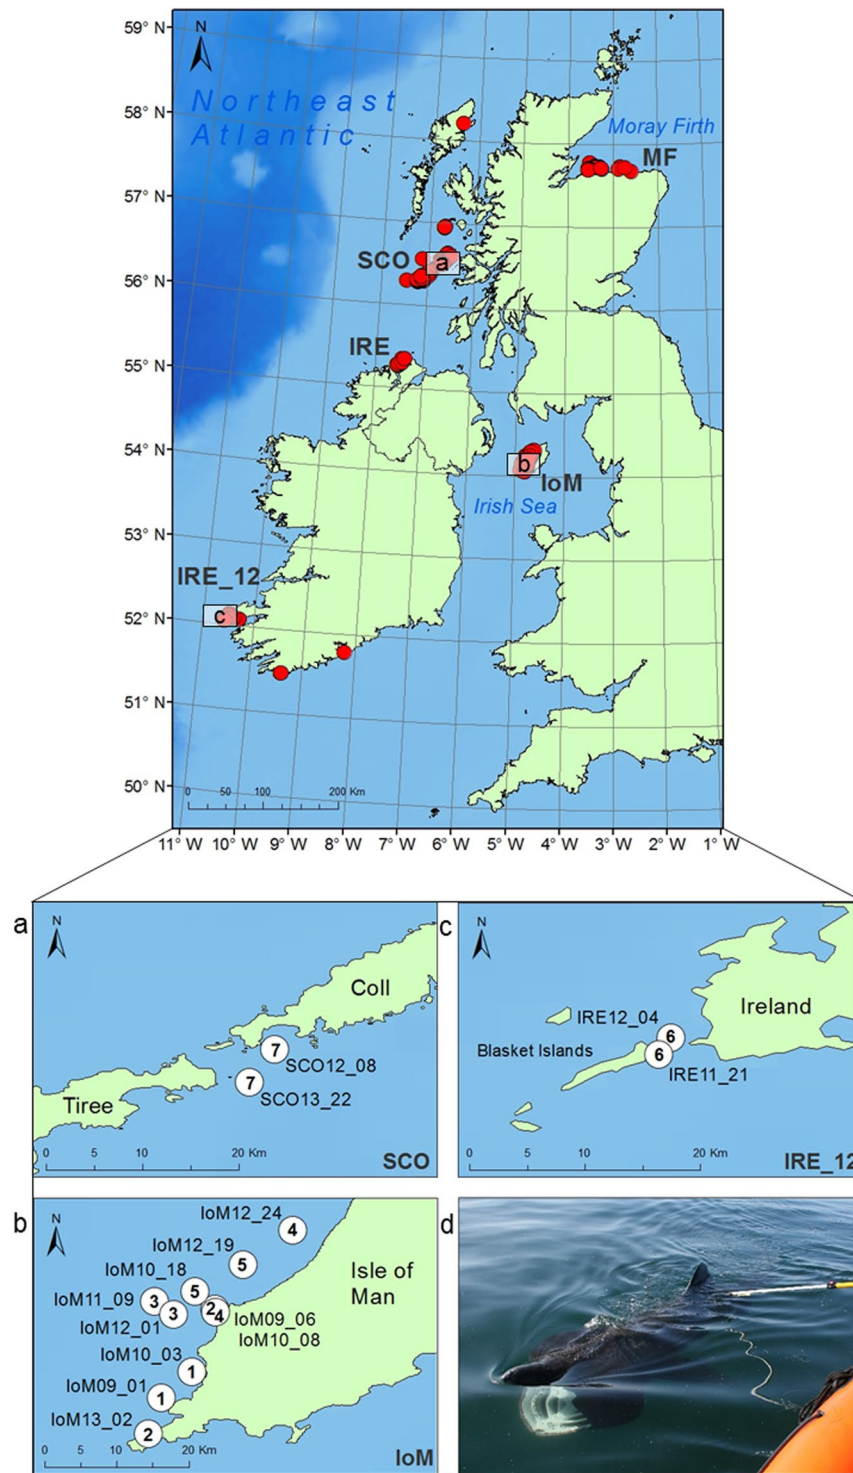 59° N
N
58° N
Northeast
Atlantic
Moray Firth
MF
57° N
SCO
a
56° N
IRE
55° N
54° N
b
IoM
Irish Sea
53° N
IRE_12
c
52° N
51° N
50° N
0 50 100 200 Km
11° W 10° W 9° W 8° W 7° W 6° W 5° W 4° W 3° W 2° W 1° W
a
N
Coll
7
SCO12_08
7
SCO13_22
Tiree
0 5 10 20 Km
SCO
c
N
Ireland
IRE12_04
6
Blasket Islands
6
IRE11_21
0 5 10 20 Km
IRE_12
b
N
IoM12_24
4
IoM12_19
5
Isle of
Man
IoM10_18
5
IoM11_09
3
3
2
4
IoM12_01
IoM09_06
IoM10_08
IoM10_03
1
IoM09_01
1
IoM13_02
2
0 5 10 20 Km
IoM
d